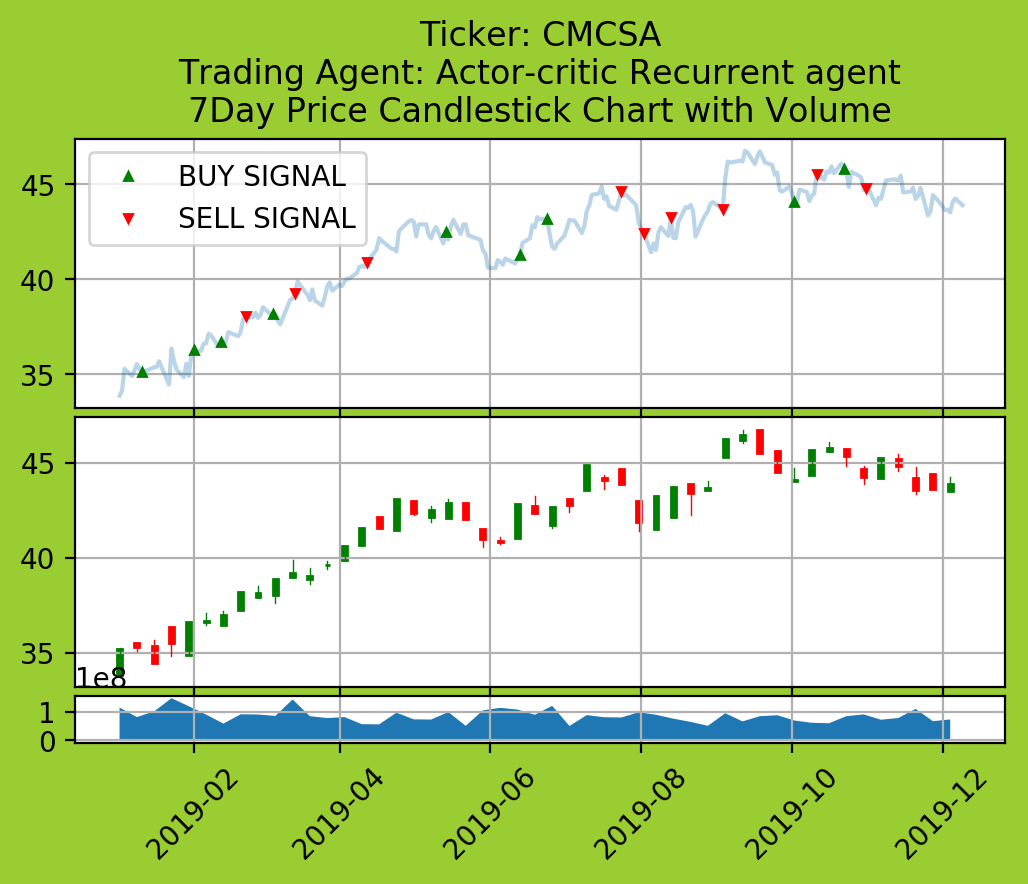 Ticker: CMCSA
Trading Agent: Actor-critic Recurrent agent
7Day Price Candlestick Chart with Volume
BUY SIGNAL
SELL SIGNAL
45
40
35
45
40
35
1e8
1
0
2019-02
2019-04
2019-06
2019-08
2019-10
2019-12